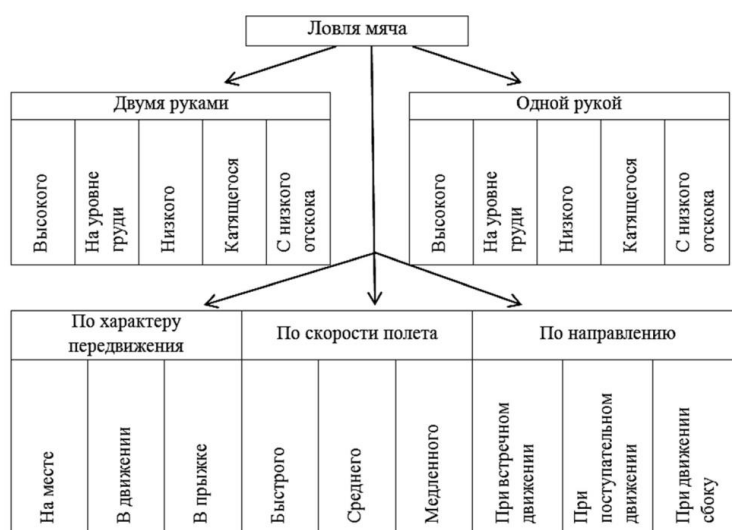 Ловля мяча
Двумя руками
Высокого
На уровне
груди
Низкого
Катящегося
С низкого
отскока
Одной рукой
Высокого
На уровне
груди
Низкого
Катящегося
С низкого
отскока
По характеру
передвижения
На месте
В движении
В прыжке
По скорости полета
Быстрого
Среднего
Медленного
По направлению
При встречном
движении
При
поступательном
движении
При движении
сбоку